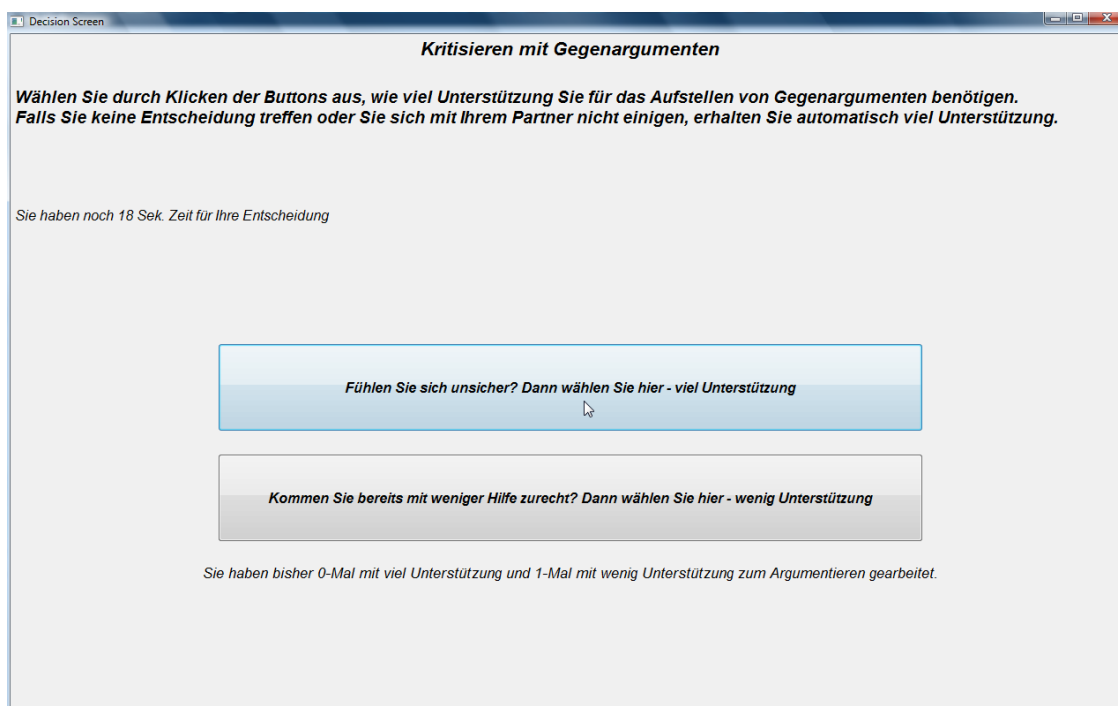 Decision Screen
Kritisieren mit Gegenargumenten
Wählen Sie durch Klicken der Buttons aus, wie viel Unterstützung Sie für das Aufstellen von Gegenargumenten benötigen.
Falls Sie keine Entscheidung treffen oder Sie sich mit Ihrem Partner nicht einigen, erhalten Sie automatisch viel Unterstützung.
Sie haben noch 18 Sek. Zeit für Ihre Entscheidung
Fühlen Sie sich unsicher? Dann wählen Sie hier - viel Unterstützung
Kommen Sie bereits mit weniger Hilfe zurecht? Dann wählen Sie hier - wenig Unterstützung
Sie haben bisher 0-Mal mit viel Unterstützung und 1-Mal mit wenig Unterstützung zum Argumentieren gearbeitet.